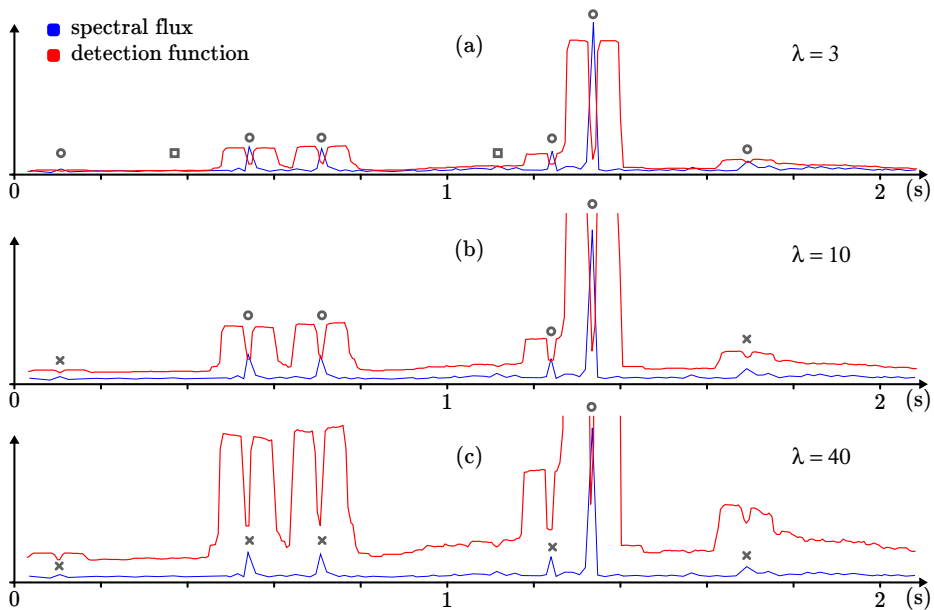 spectral flux
detection function
(a)
λ = 3
0 1 2 (s)
(b)
λ = 10
0 1 2 (s)
(c)
λ = 40
0 1 2 (s)